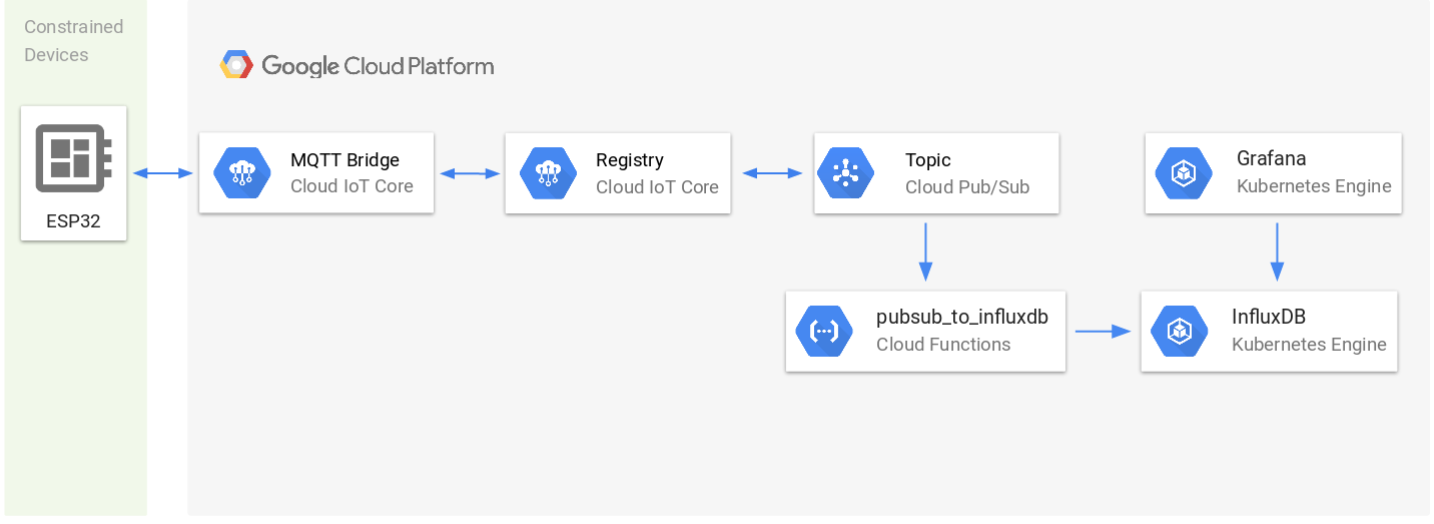 Constrained
Devices
Google Cloud Platform
ESP32
MQTT Bridge
Cloud IoT Core
Registry
Cloud IoT Core
Topic
Cloud Pub/Sub
Grafana
Kubernetes Engine
pubsub_to_influxdb
Cloud Functions
InfluxDB
Kubernetes Engine